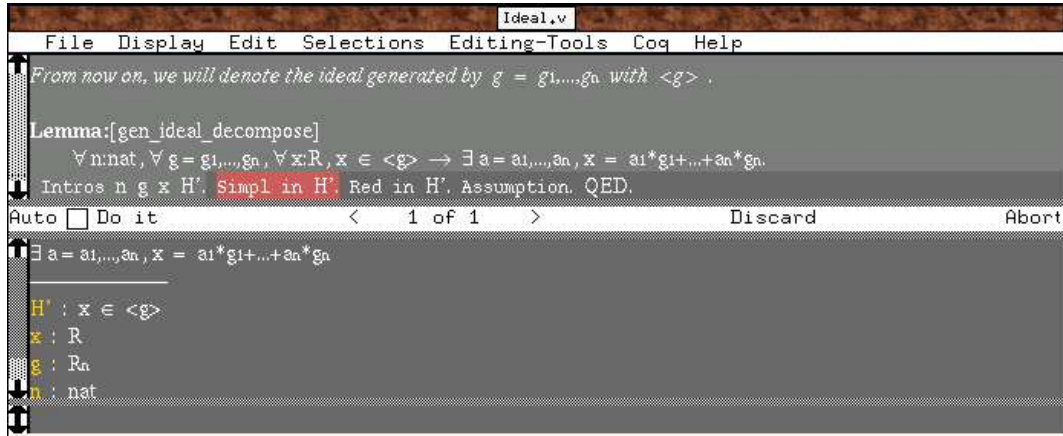 Ideal.v
File Display Edit Selections Editing-Tools Coq Help
From now on, we will denote the ideal generated by g = g1,...,gn with <g> .
Lemma:[gen_ideal_decompose]
∀ n:nat, ∀ g = g1,...,gn, ∀ x:R, x ∈ <g> → ∃ a = a1,...,an, x = a1*g1+...+an*gn.
Intros n g x H'. Simpl in H'. Red in H'. Assumption. QED.
Auto Do it < 1 of 1 > Discard Abort
∃ a = a1,...,an, x = a1*g1+...+an*gn
H' : x ∈ <g>
x : R
g : Rn
n : nat